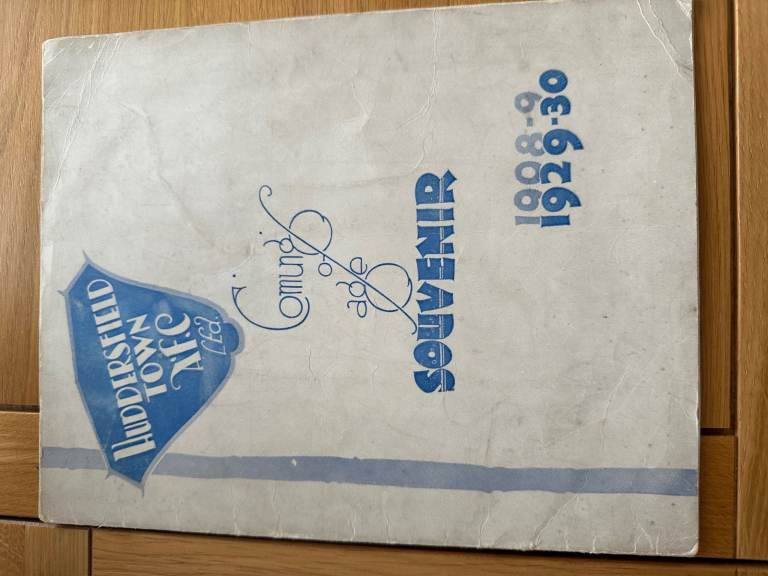 HUDDERSFIELD
TOWN
A.F.C
Ltd.
Coming
of
age
SOUVENIR
1908-9
1929-30